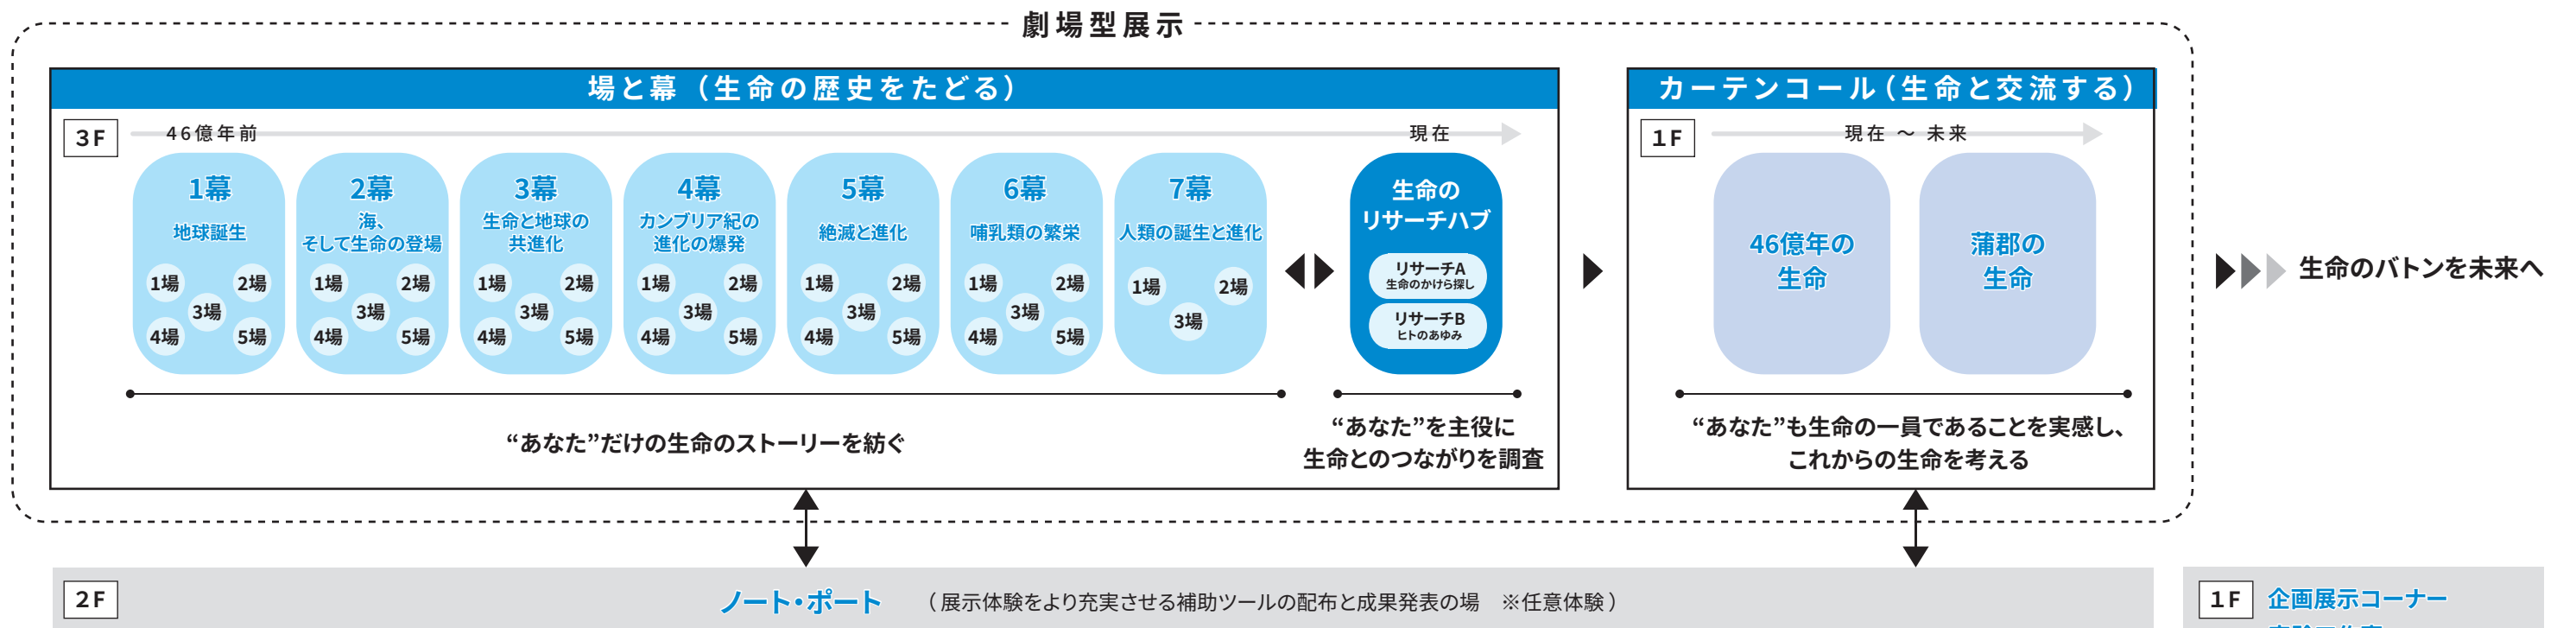 劇場型展示
場と幕（生命の歴史をたどる）
3F
46億年前
現在
1幕
地球誕生
1場
2場
3場
4場
5場
2幕
海、
そして生命の登場
1場
2場
3場
4場
5場
3幕
生命と地球の
共進化
1場
2場
3場
4場
5場
4幕
カンブリア紀の
進化の爆発
1場
2場
3場
4場
5場
5幕
絶滅と進化
1場
2場
3場
4場
5場
6幕
哺乳類の繁栄
1場
2場
3場
4場
5場
7幕
人類の誕生と進化
1場
2場
3場
生命の
リサーチハブ
リサーチA
生命のかけら探し
リサーチB
ヒトのあゆみ
“あなた”だけの生命のストーリーを紡ぐ
“あなた”を主役に
生命とのつながりを調査
カーテンコール（生命と交流する）
1F
現在 ～ 未来
46億年の
生命
蒲郡の
生命
“あなた”も生命の一員であることを実感し、
これからの生命を考える
生命のバトンを未来へ
2F
ノート・ポート （展示体験をより充実させる補助ツールの配布と成果発表の場　※任意体験）
1F
企画展示コーナー